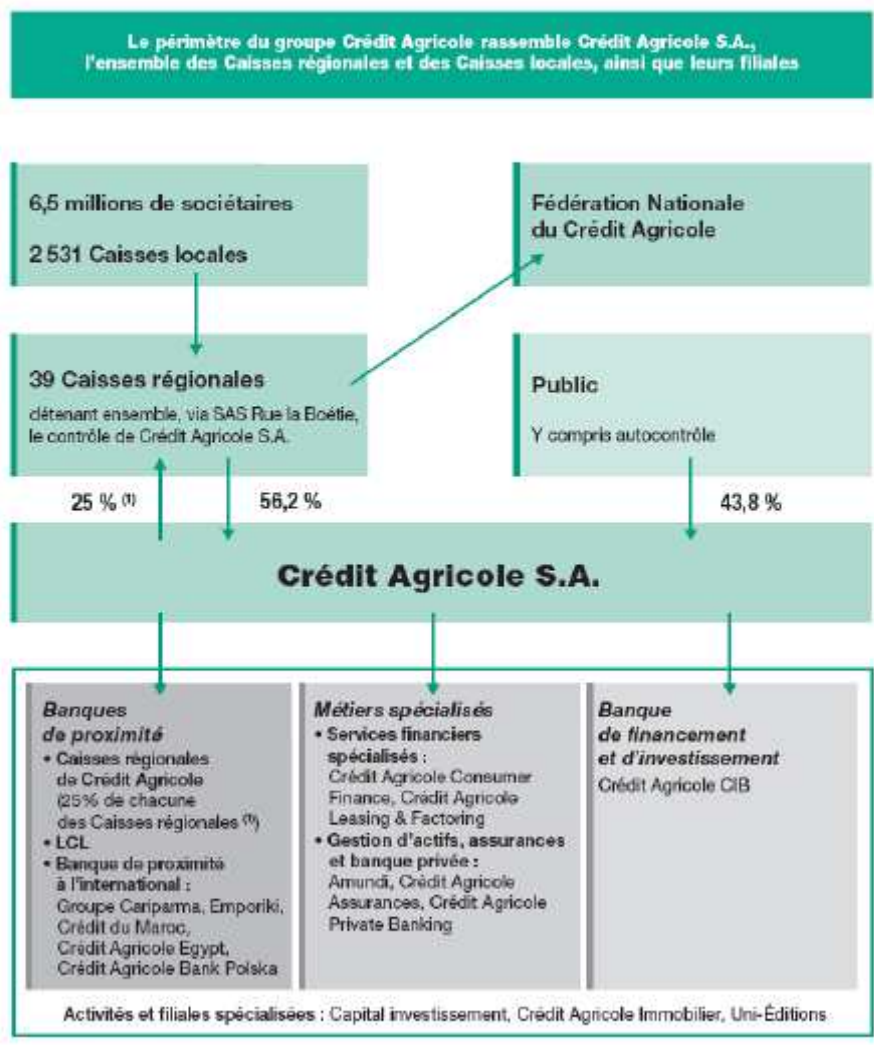 Le périmètre du groupe Crédit Agricole rassemble Crédit Agricole S.A.,
l'ensemble des Caisses régionales et des Caisses locales, ainsi que leurs filiales
6,5 millions de sociétaires
2 531 Caisses locales
Fédération Nationale
du Crédit Agricole
39 Caisses régionales
détenant ensemble, via SAS Rue la Boétie,
le contrôle de Crédit Agricole S.A.
Public
Y compris autocontrôle
25 % (1)
56,2 %
43,8 %
Crédit Agricole S.A.
Banques
de proximité
• Caisses régionales
de Crédit Agricole
(25% de chacune
des Caisses régionales (1))
• LCL
• Banque de proximité
à l'international :
Groupe Cariparma, Emporiki,
Crédit du Maroc,
Crédit Agricole Egypt,
Crédit Agricole Bank Polska
Métiers spécialisés
• Services financiers
spécialisés :
Crédit Agricole Consumer
Finance, Crédit Agricole
Leasing & Factoring
• Gestion d'actifs, assurances
et banque privée :
Amundi, Crédit Agricole
Assurances, Crédit Agricole
Private Banking
Banque
de financement
et d'investissement
Crédit Agricole CIB
Activités et filiales spécialisées : Capital investissement, Crédit Agricole Immobilier, Uni-Éditions